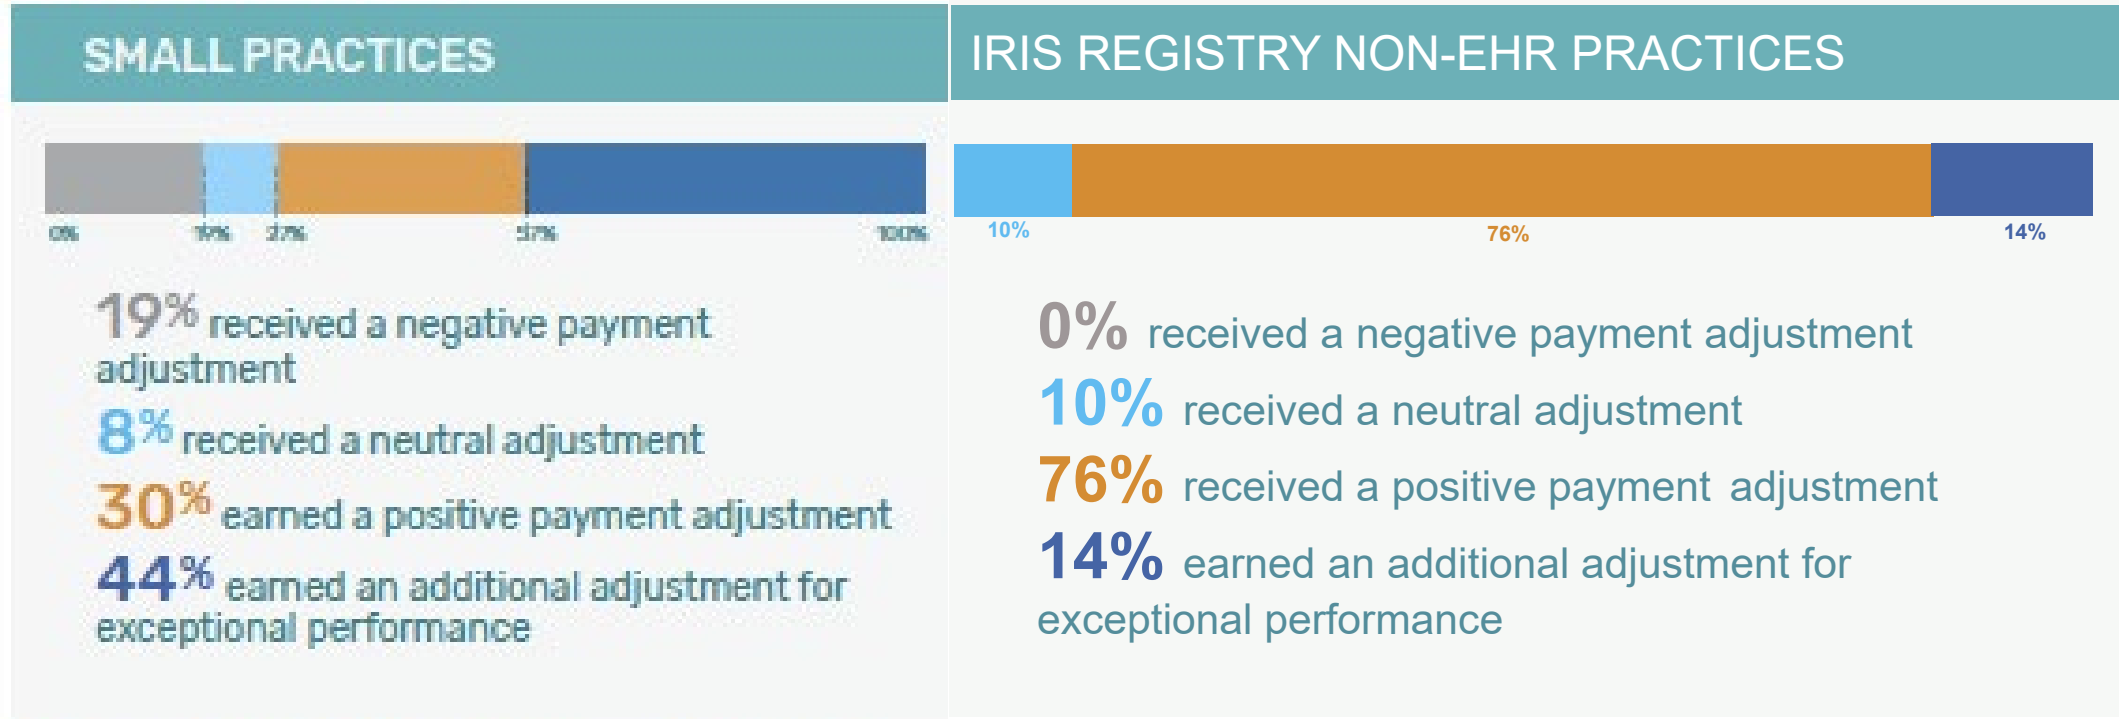 SMALL PRACTICES
0% 19% 27% 57% 100%
19% received a negative payment
adjustment
8% received a neutral adjustment
30% earned a positive payment adjustment
44% earned an additional adjustment for
exceptional performance
IRIS REGISTRY NON-EHR PRACTICES
10% 76% 14%
0% received a negative payment adjustment
10% received a neutral adjustment
76% received a positive payment adjustment
14% earned an additional adjustment for
exceptional performance